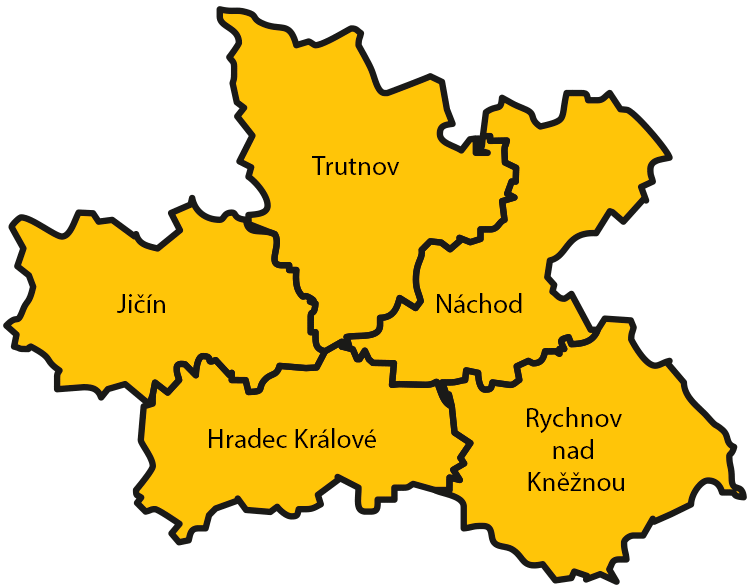 Trutnov
Jičín
Náchod
Hradec Králové
Rychnov
nad
Kněžnou